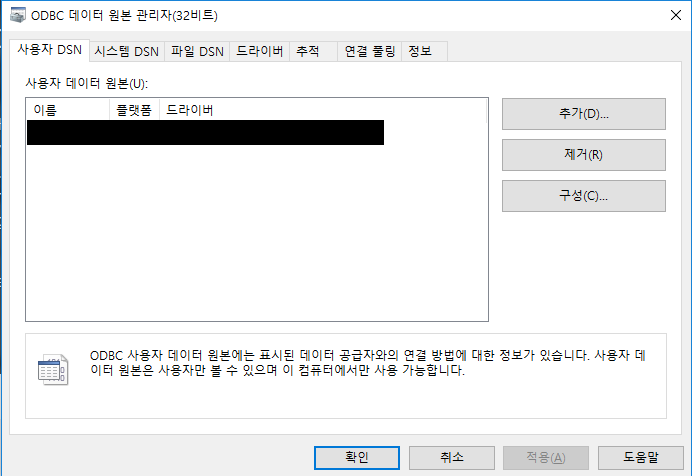 ODBC 데이터 원본 관리자(32비트)
사용자 DSN 시스템 DSN 파일 DSN 드라이버 추적 연결 풀링 정보
사용자 데이터 원본(U):
이름 플랫폼 드라이버
추가(D)...
제거(R)
구성(C)...
ODBC 사용자 데이터 원본에는 표시된 데이터 공급자와의 연결 방법에 대한 정보가 있습니다. 사용자 데
이터 원본은 사용자만 볼 수 있으며 이 컴퓨터에서만 사용 가능합니다.
확인 취소 적용(A) 도움말